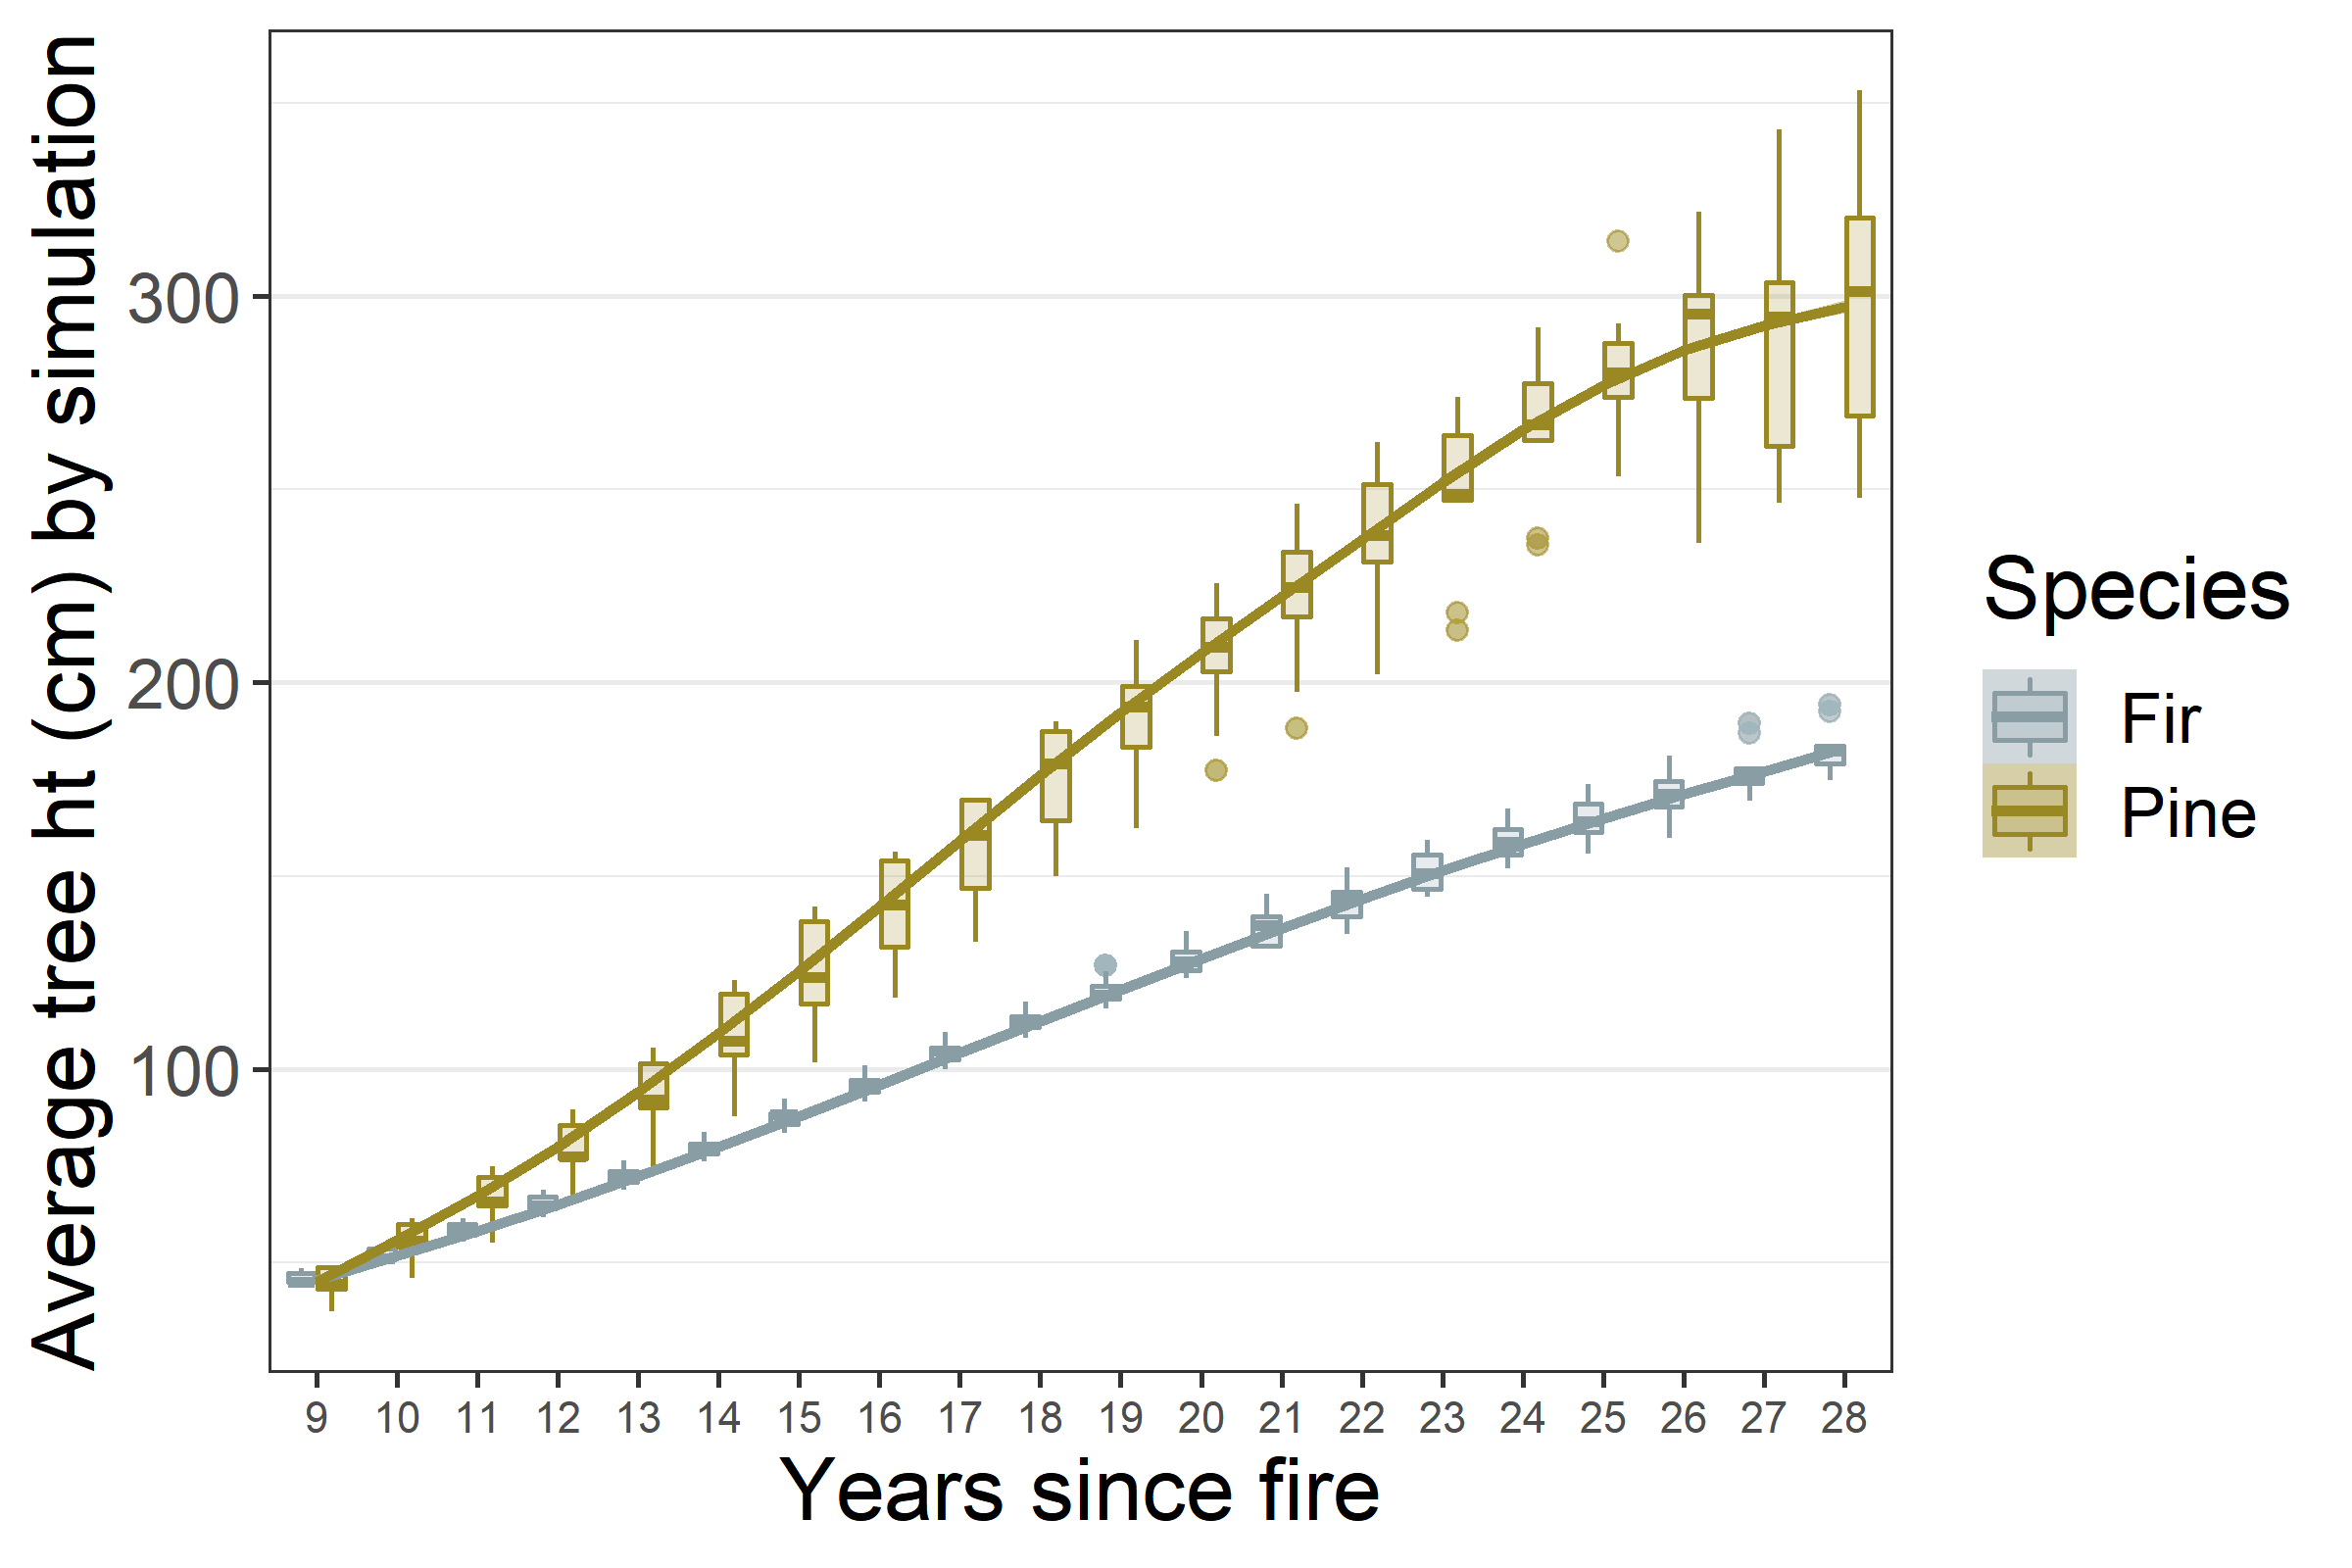 Average tree ht (cm) by simulation
300
200
100
9 10 11 12 13 14 15 16 17 18 19 20 21 22 23 24 25 26 27 28
Years since fire
Species
Fir
Pine